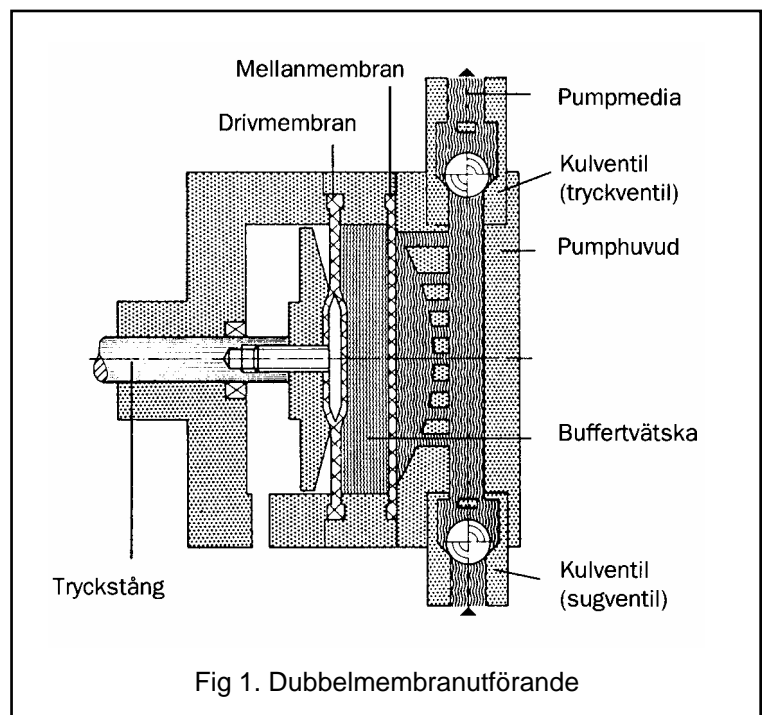 Mellanmembran
Drivmembran
Pumpmedia
Kulventil
(tryckventil)
Pumphuvud
Buffertvätska
Kulventil
(sugventil)
Tryckstång
Fig 1. Dubbelmembranutförande